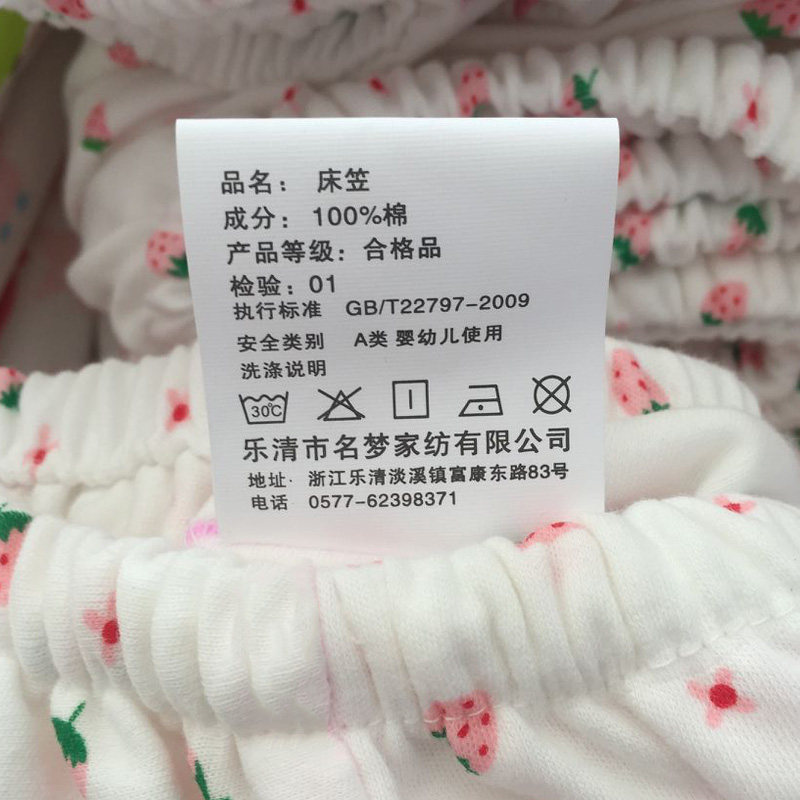 品名： 床笠
成分：100%棉
产品等级：合格品
检验：01
执行标准 GB/T22797-2009
安全类别 A类 婴幼儿使用
洗涤说明
30℃
乐清市名梦家纺有限公司
地址· 浙江乐清淡溪镇富康东路83号
电话 0577-62398371